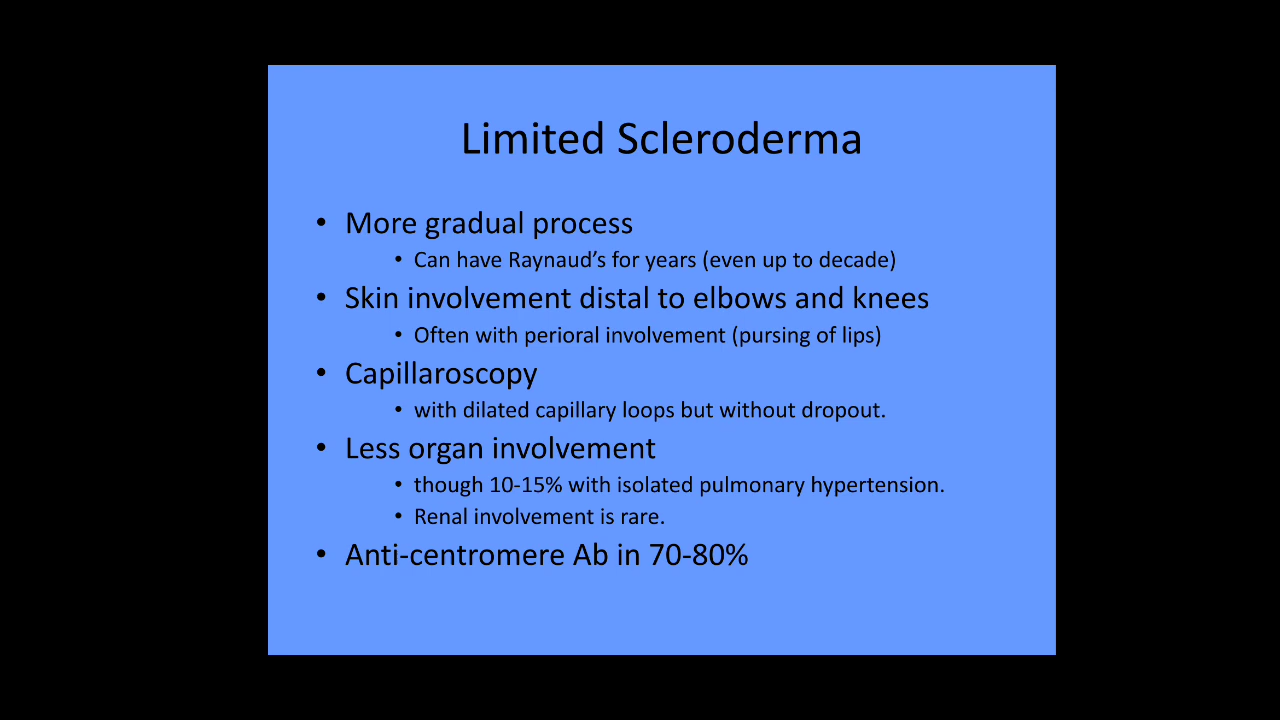 Limited Scleroderma
• More gradual process
• Can have Raynaud’s for years (even up to decade)
• Skin involvement distal to elbows and knees
• Often with perioral involvement (pursing of lips)
• Capillaroscopy
• with dilated capillary loops but without dropout.
• Less organ involvement
• though 10-15% with isolated pulmonary hypertension.
• Renal involvement is rare.
• Anti-centromere Ab in 70-80%